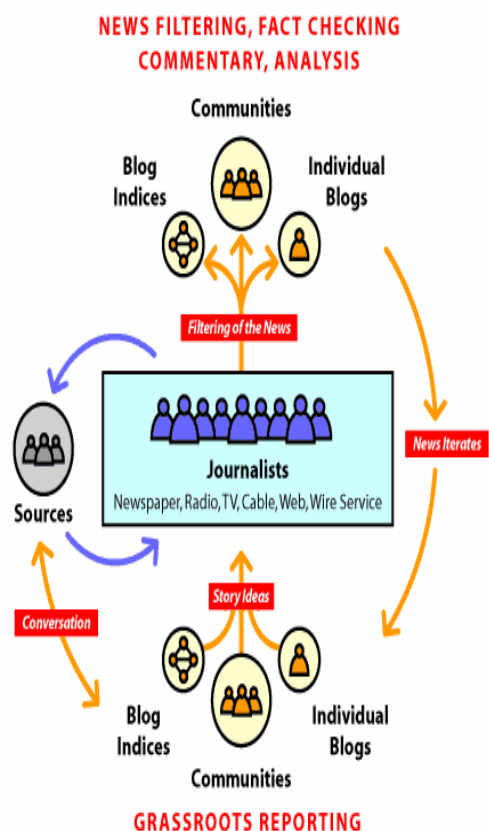 NEWS FILTERING, FACT CHECKING
COMMENTARY, ANALYSIS
Communities
Blog
Indices
Individual
Blogs
Filtering of the News
Journalists
Newspaper, Radio, TV, Cable, Web, Wire Service
News Iterates
Sources
Story Ideas
Conversation
Blog
Indices
Individual
Blogs
Communities
GRASSROOTS REPORTING